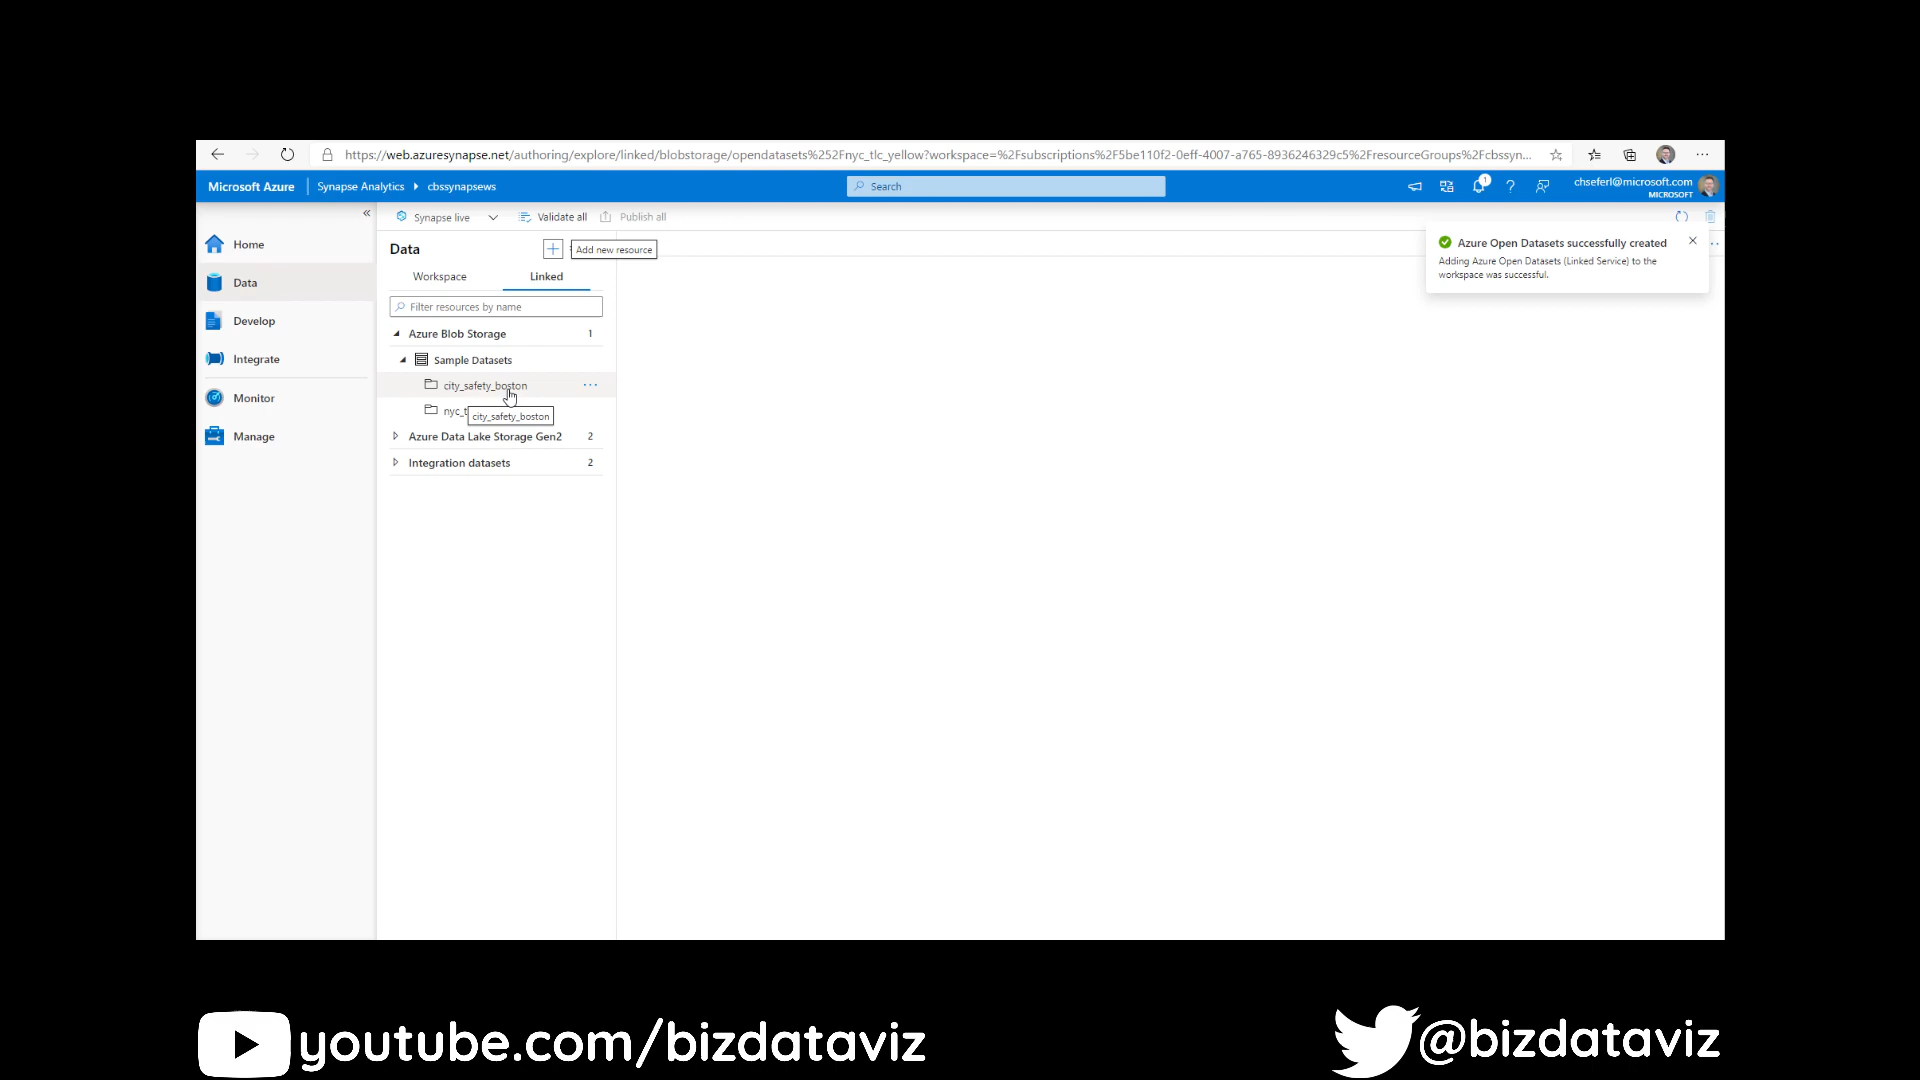 https://web.azuresynapse.net/authoring/explore/linked/blobstorage/opendatasets%252Fnyc_tlc_yellow?workspace=%2Fsubscriptions%2F5be110f2-0eff-4007-a765-8936246329c5%2FresourceGroups%2Fcbssyn...
Microsoft Azure
Synapse Analytics
cbssynapsews
Search
1
chseferl@microsoft.com
MICROSOFT
Synapse live
Validate all
Publish all
Home
Data
Develop
Integrate
Monitor
Manage
Data
Add new resource
Workspace
Linked
Filter resources by name
Azure Blob Storage 1
Sample Datasets
city_safety_boston
nyc_t
city_safety_boston
Azure Data Lake Storage Gen2 2
Integration datasets 2
Azure Open Datasets successfully created
Adding Azure Open Datasets (Linked Service) to the
workspace was successful.
youtube.com/bizdataviz
@bizdataviz